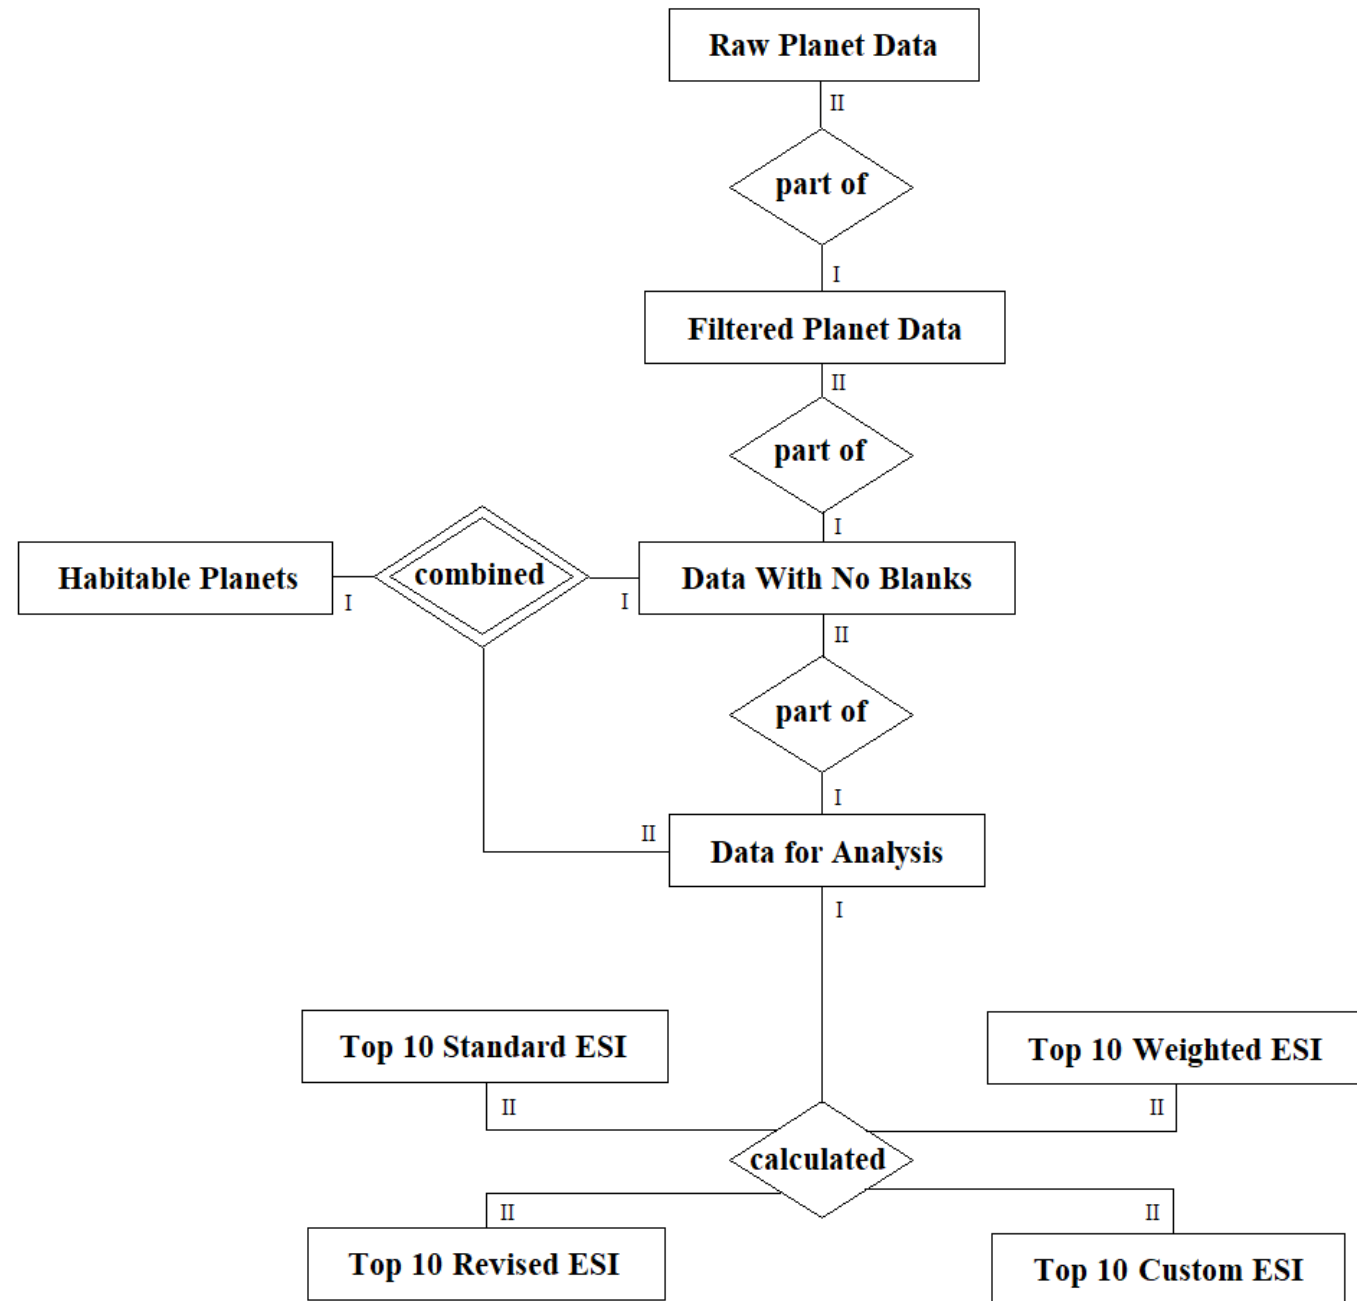 Raw Planet Data
II
part of
I
Filtered Planet Data
II
part of
I
Habitable Planets
I
combined
I
Data With No Blanks
II
part of
I
II
Data for Analysis
I
Top 10 Standard ESI
II
Top 10 Weighted ESI
II
calculated
II
Top 10 Revised ESI
II
Top 10 Custom ESI